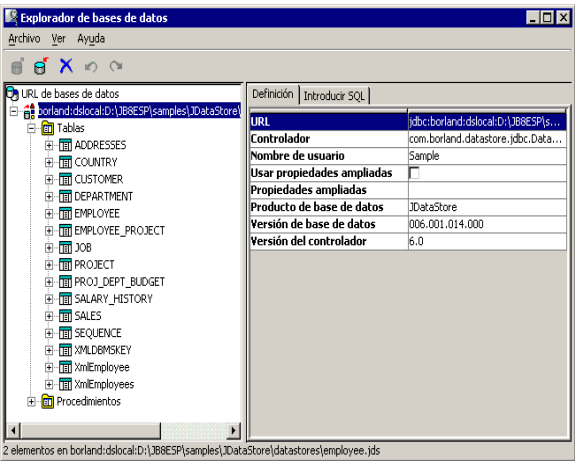 Explorador de bases de datos
Archivo Ver Ayuda
URL de bases de datos
borland:dslocal:D:\JB8ESP\samples\JDataStore\
Tablas
ADDRESSES
COUNTRY
CUSTOMER
DEPARTMENT
EMPLOYEE
EMPLOYEE_PROJECT
JOB
PROJECT
PROJ_DEPT_BUDGET
SALARY_HISTORY
SALES
SEQUENCE
XMLDBMSKEY
XmlEmployee
XmlEmployees
Procedimientos
Definición Introducir SQL
URL jdbc:borland:dslocal:D:\JB8ESP\s...
Controlador com.borland.datastore.jdbc.Data...
Nombre de usuario Sample
Usar propiedades ampliadas
Propiedades ampliadas
Producto de base de datos JDataStore
Versión de base de datos 006.001.014.000
Versión del controlador 6.0
2 elementos en borland:dslocal:D:\JB8ESP\samples\JDataStore\datastores\employee.jds